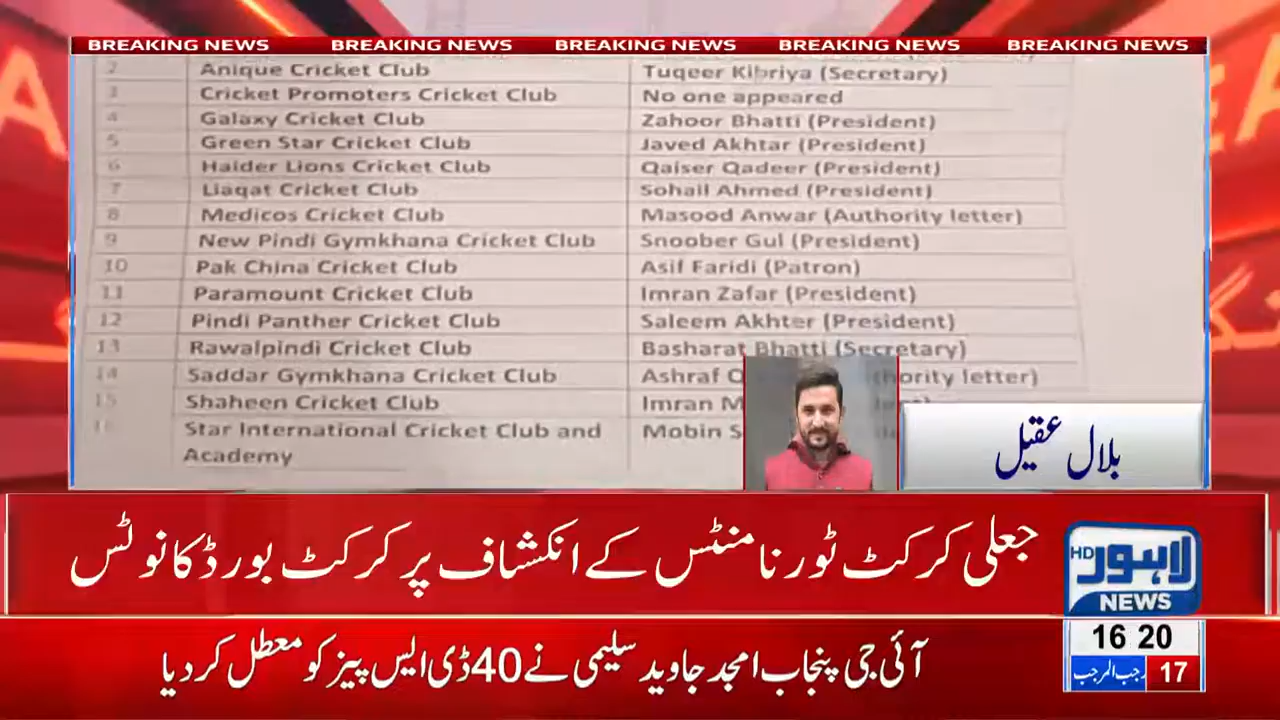 BREAKING NEWS BREAKING NEWS BREAKING NEWS BREAKING NEWS BREAKING NEWS
2 Anique Cricket Club Tuqeer Kibriya (Secretary)
3 Cricket Promoters Cricket Club No one appeared
4 Galaxy Cricket Club Zahoor Bhatti (President)
5 Green Star Cricket Club Javed Akhtar (President)
6 Haider Lions Cricket Club Qaiser Qadeer (President)
7 Liaqat Cricket Club Sohail Ahmed (President)
8 Medicos Cricket Club Masood Anwar (Authority letter)
9 New Pindi Gymkhana Cricket Club Snoober Gul (President)
10 Pak China Cricket Club Asif Faridi (Patron)
11 Paramount Cricket Club Imran Zafar (President)
12 Pindi Panther Cricket Club Saleem Akhter (President)
13 Rawalpindi Cricket Club Basharat Bhatti (Secretary)
14 Saddar Gymkhana Cricket Club Ashraf letter)
15 Shaheen Cricket Club Imran
16 Star International Cricket Club and Mobin
Academy
بلال عقیل
جعلی کرکٹ ٹورنامنٹس کے انکشاف پر کرکٹ بورڈ کا نوٹس
لاہور HD
NEWS
آئی جی پنجاب امجد جاوید سلیمی نے 40 ڈی ایس پیز کو معطل کر دیا
16 20
17 رجب المرجب